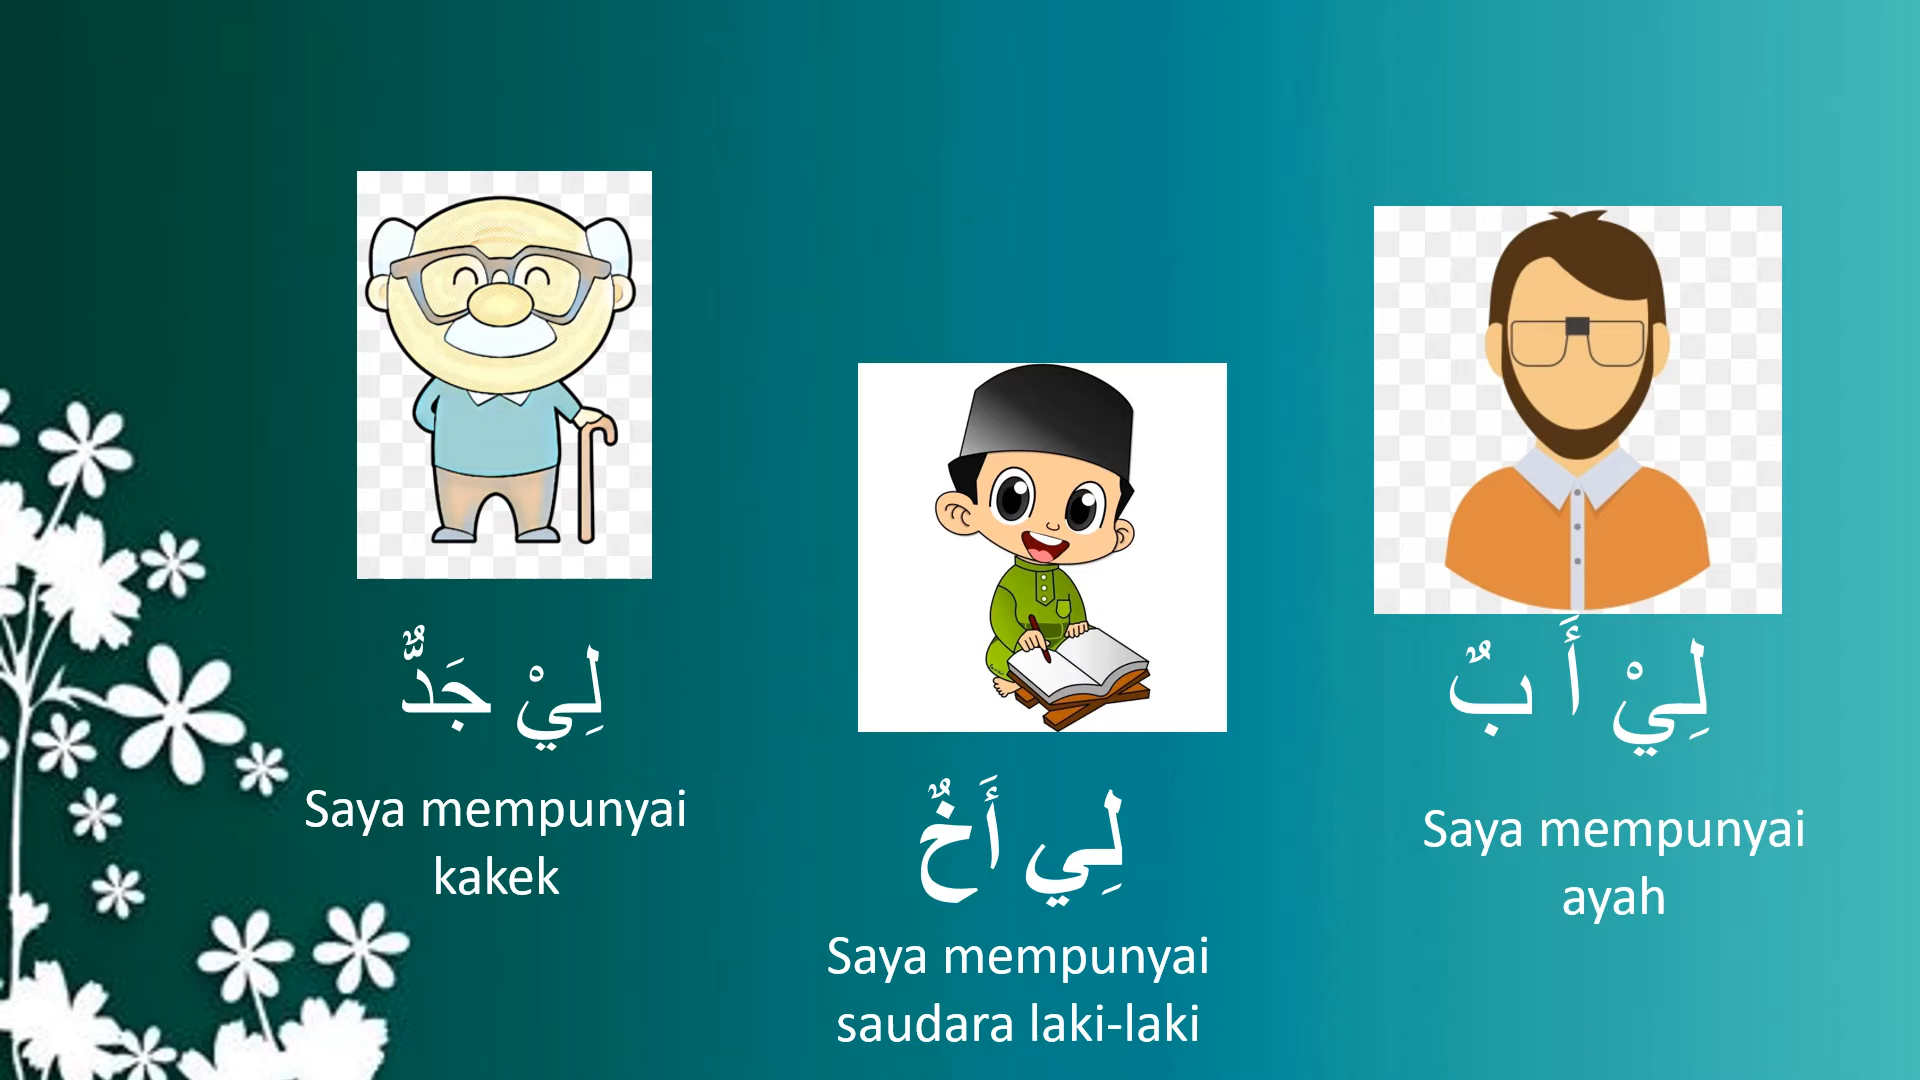 لِيْ جَدٌّ
Saya mempunyai
kakek
لِي أَخٌ
Saya mempunyai
saudara laki-laki
لِيْ أَ بٌ
Saya mempunyai
ayah